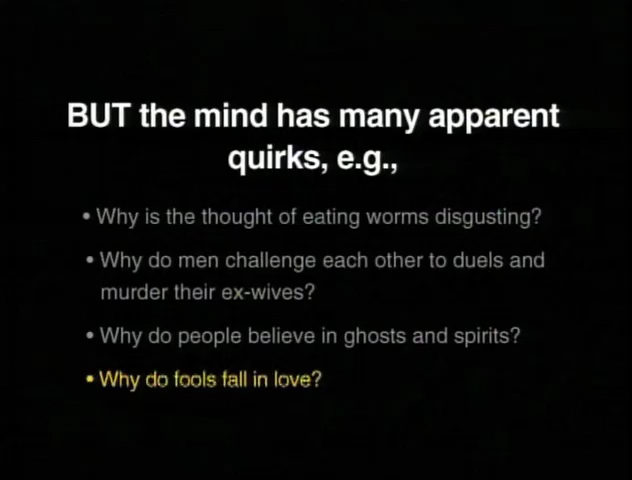 BUT the mind has many apparent
quirks, e.g.,
• Why is the thought of eating worms disgusting?
• Why do men challenge each other to duels and
murder their ex-wives?
• Why do people believe in ghosts and spirits?
• Why do fools fall in love?